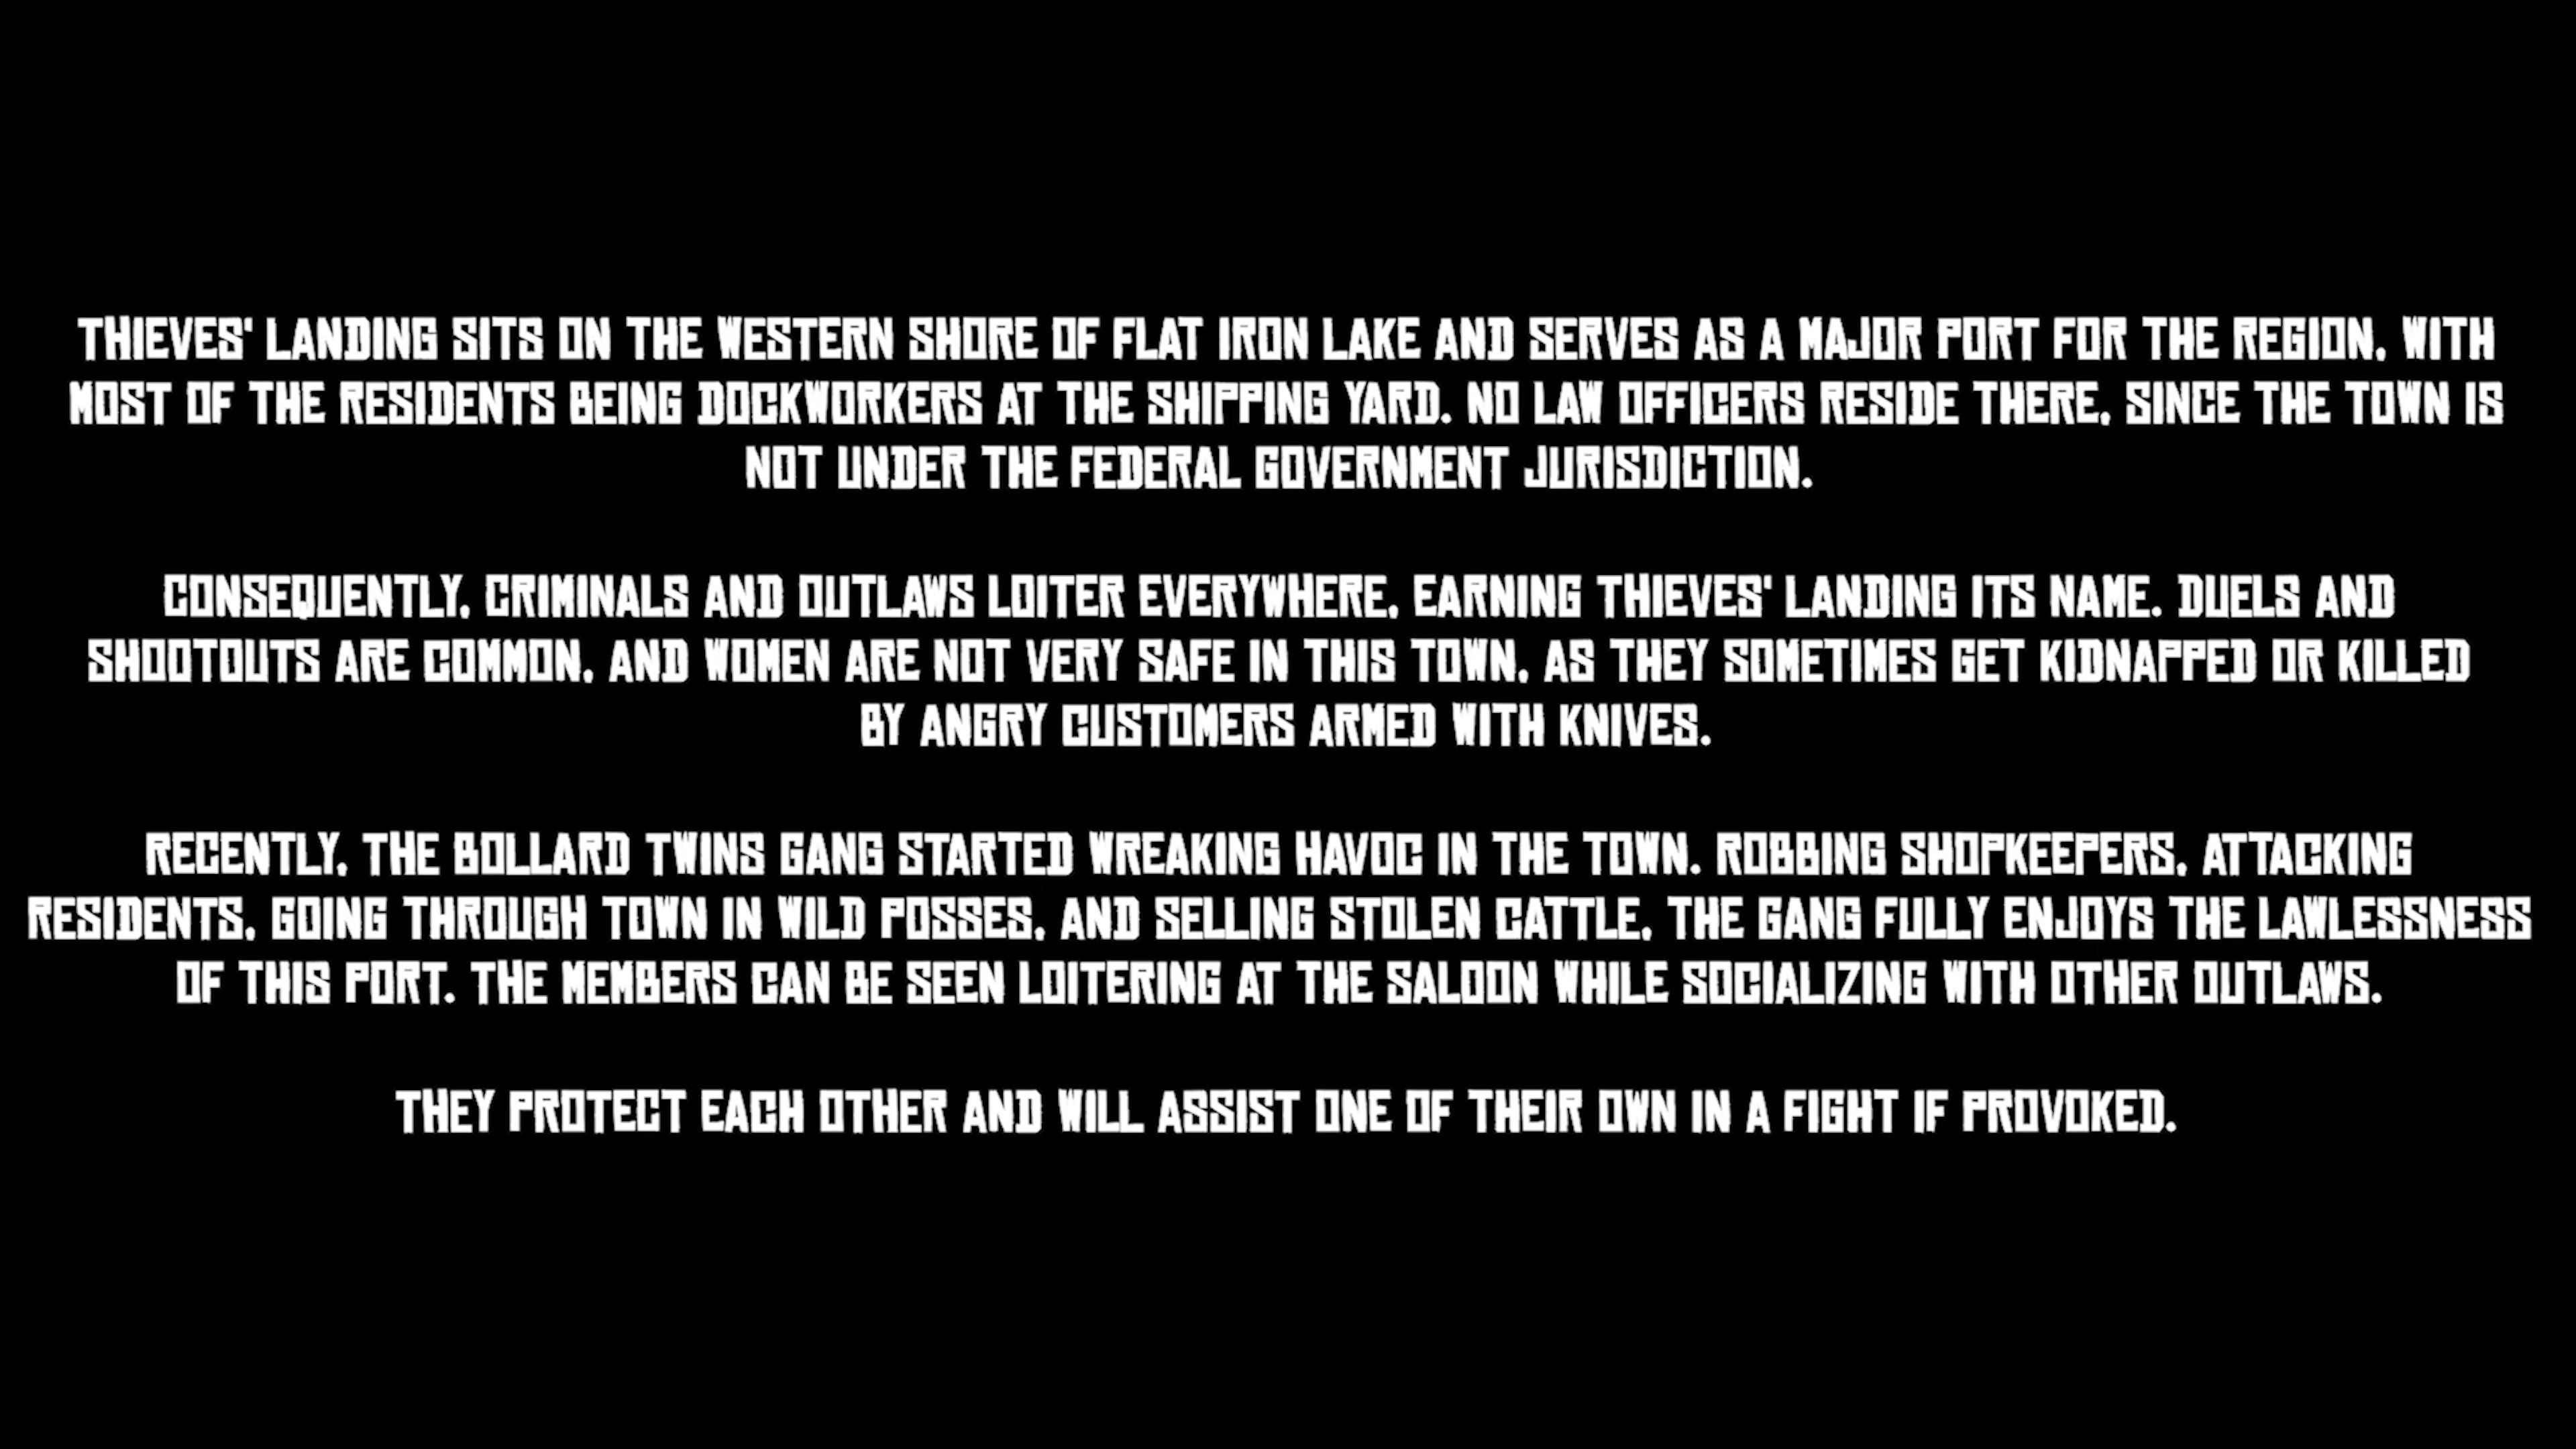 THIEVES' LANDING SITS ON THE WESTERN SHORE OF FLAT IRON LAKE AND SERVES AS A MAJOR PORT FOR THE REGION, WITH
MOST OF THE RESIDENTS BEING DOCKWORKERS AT THE SHIPPING YARD. NO LAW OFFICERS RESIDE THERE, SINCE THE TOWN IS
NOT UNDER THE FEDERAL GOVERNMENT JURISDICTION.
CONSEQUENTLY, CRIMINALS AND OUTLAWS LOITER EVERYWHERE, EARNING THIEVES' LANDING ITS NAME. DUELS AND
SHOOTOUTS ARE COMMON, AND WOMEN ARE NOT VERY SAFE IN THIS TOWN, AS THEY SOMETIMES GET KIDNAPPED OR KILLED
BY ANGRY CUSTOMERS ARMED WITH KNIVES.
RECENTLY, THE BOLLARD TWINS GANG STARTED WREAKING HAVOC IN THE TOWN. ROBBING SHOPKEEPERS, ATTACKING
RESIDENTS, GOING THROUGH TOWN IN WILD POSSES, AND SELLING STOLEN CATTLE, THE GANG FULLY ENJOYS THE LAWLESSNESS
OF THIS PORT. THE MEMBERS CAN BE SEEN LOITERING AT THE SALOON WHILE SOCIALIZING WITH OTHER OUTLAWS.
THEY PROTECT EACH OTHER AND WILL ASSIST ONE OF THEIR OWN IN A FIGHT IF PROVOKED.